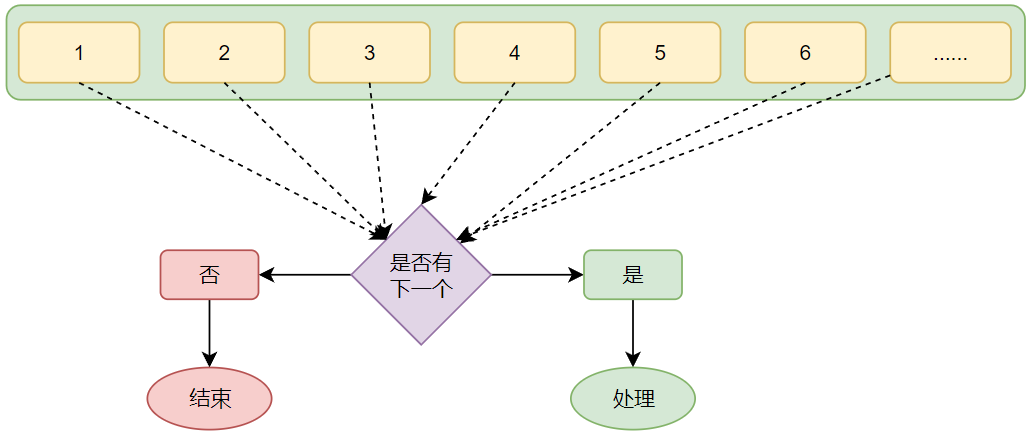 1
2
3
4
5
6
......
是否有
下一个
否
是
结束
处理